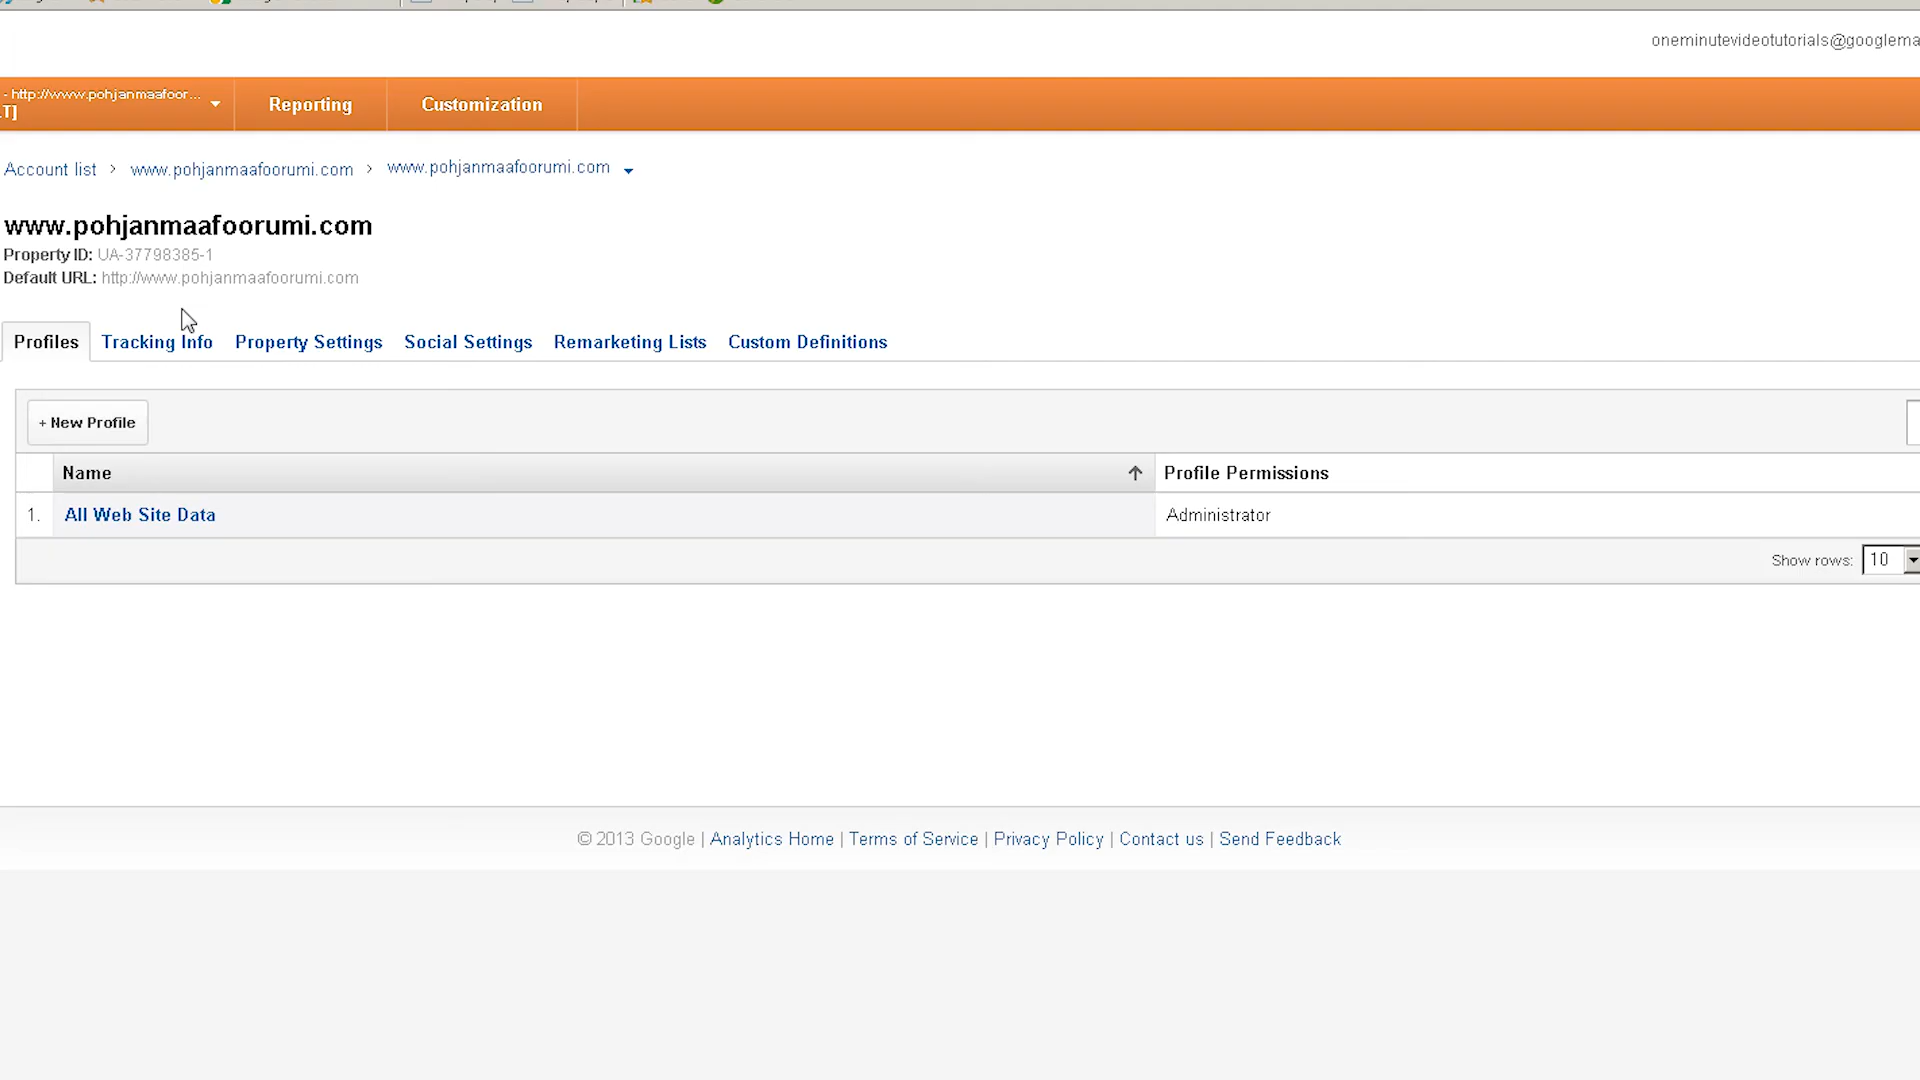 oneminutevideotutorials@googlema
- http://www.pohjanmaafoor...
T]
Reporting
Customization
Account list › www.pohjanmaafoorumi.com › www.pohjanmaafoorumi.com
www.pohjanmaafoorumi.com
Property ID: UA-37798385-1
Default URL: http://www.pohjanmaafoorumi.com
Profiles Tracking Info Property Settings Social Settings Remarketing Lists Custom Definitions
+ New Profile
Name Profile Permissions
1. All Web Site Data Administrator
Show rows: 10
© 2013 Google | Analytics Home | Terms of Service | Privacy Policy | Contact us | Send Feedback